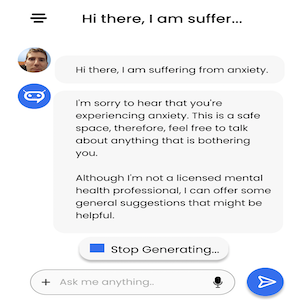 Hi there, I am suffer...
Hi there, I am suffering from anxiety.
I'm sorry to hear that you're
experiencing anxiety. This is a safe
space, therefore, feel free to talk
about anything that is bothering
you.
Although I'm not a licensed mental
health professional, I can offer some
general suggestions that might be
helpful.
Stop Generating...
Ask me anything..